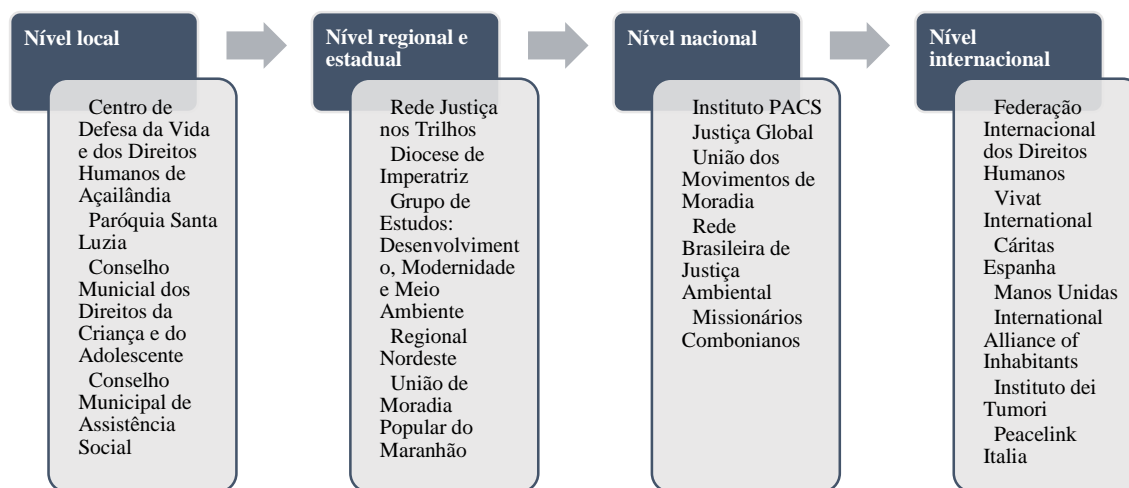 Nível local
Centro de
Defesa da Vida
e dos Direitos
Humanos de
Açailândia
Paróquia Santa
Luzia
Conselho
Municial dos
Direitos da
Criança e do
Adolescente
Conselho
Municipal de
Assistência
Social
Nível regional e
estadual
Rede Justiça
nos Trilhos
Diocese de
Imperatriz
Grupo de
Estudos:
Desenvolviment
o, Modernidade
e Meio
Ambiente
Regional
Nordeste
União de
Moradia
Popular do
Maranhão
Nível nacional
Instituto PACS
Justiça Global
União dos
Movimentos de
Moradia
Rede
Brasileira de
Justiça
Ambiental
Missionários
Combonianos
Nível
internacional
Federação
Internacional
dos Direitos
Humanos
Vivat
International
Cáritas
Espanha
Manos Unidas
International
Alliance of
Inhabitants
Instituto dei
Tumori
Peacelink
Italia